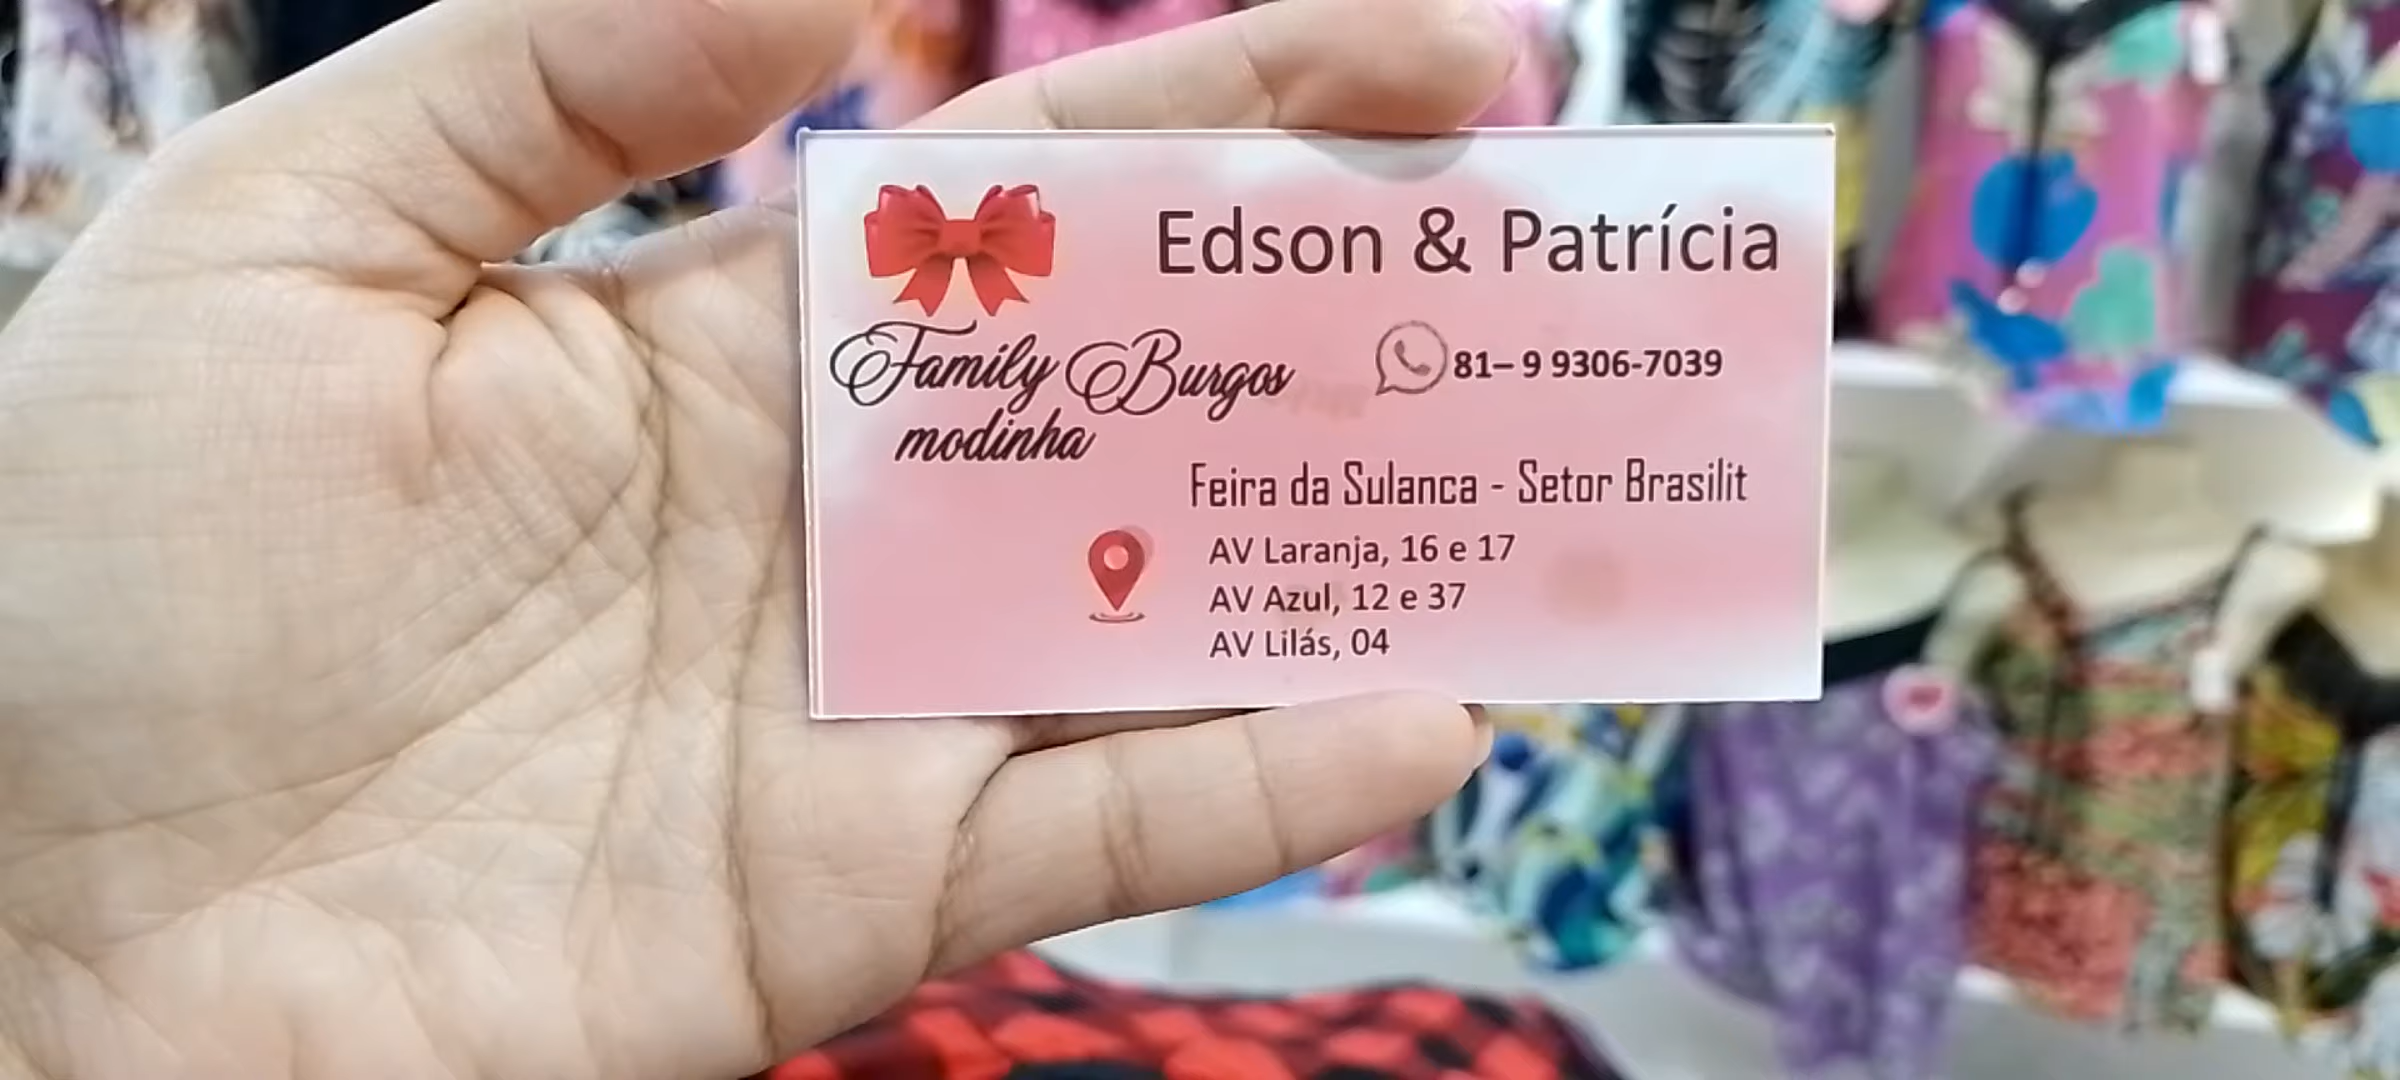 Edson & Patrícia
Family Burgos
modinha
81– 9 9306-7039
Feira da Sulanca - Setor Brasilit
AV Laranja, 16 e 17
AV Azul, 12 e 37
AV Lilás, 04